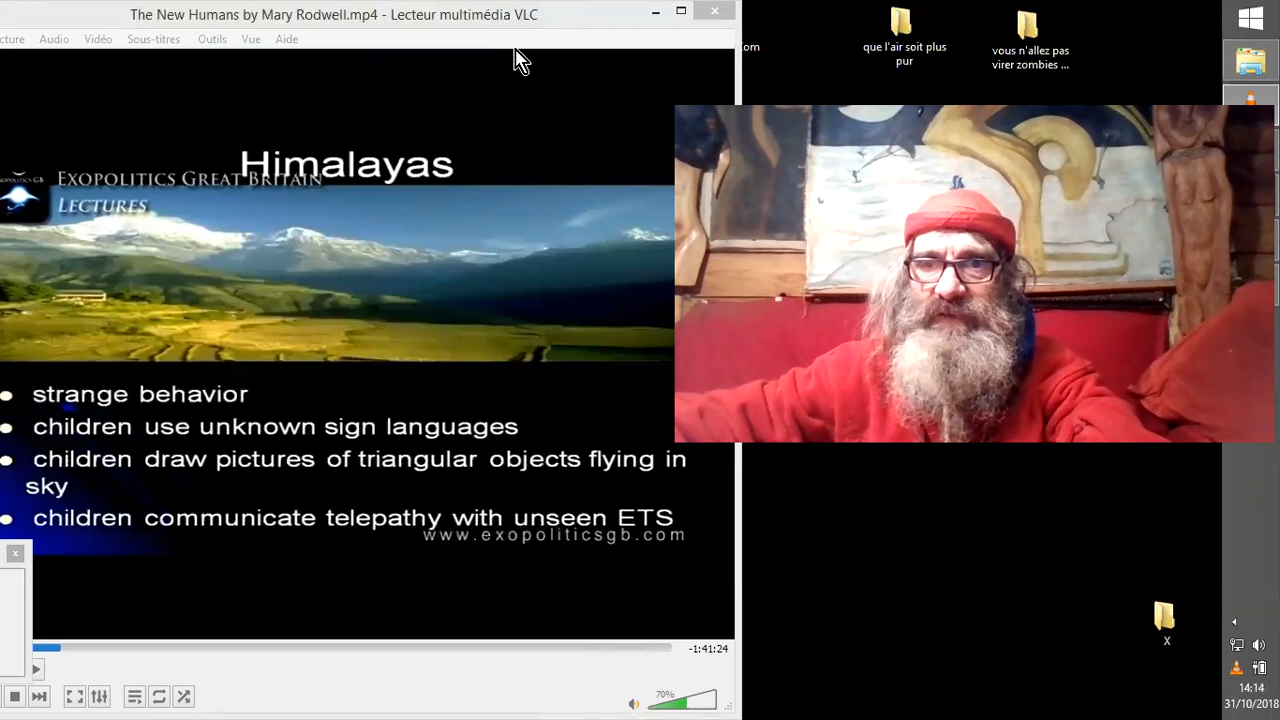 The New Humans by Mary Rodwell.mp4 - Lecteur multimédia VLC
cture Audio Vidéo Sous-titres Outils Vue Aide
om
que l'air soit plus
pur
vous n'allez pas
virer zombies ...
Himalayas
EXOPOLITICS GREAT BRITAIN
LECTURES
strange behavior
children use unknown sign languages
children draw pictures of triangular objects flying in
sky
children communicate telepathy with unseen ETS
www.exopoliticsgb.com
-1:41:24
70%
X
14:14
31/10/2018